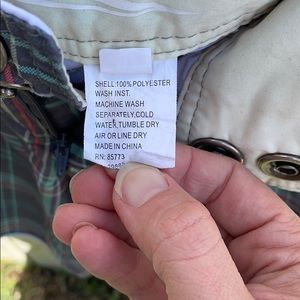 SHELL:100%POLYESTER
WASH INST.
MACHINE WASH
SEPARATELY,COLD
WATER,TUMBLE DRY
AIR OR LINE DRY
MADE IN CHINA
RN: 85773